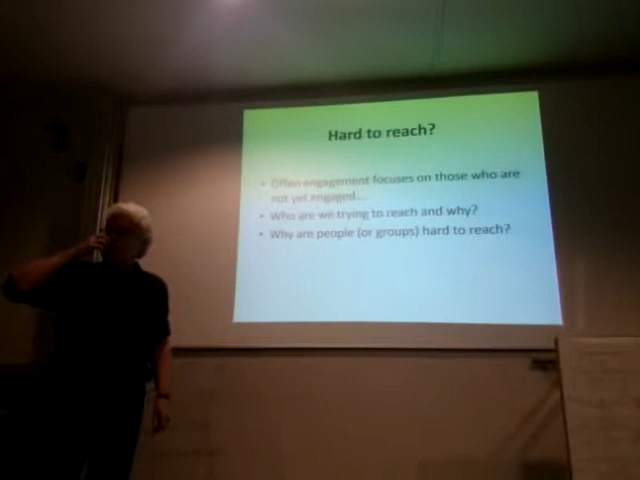 Hard to reach?
• Often engagement focuses on those who are
not yet engaged...
• Who are we trying to reach and why?
• Why are people (or groups) hard to reach?